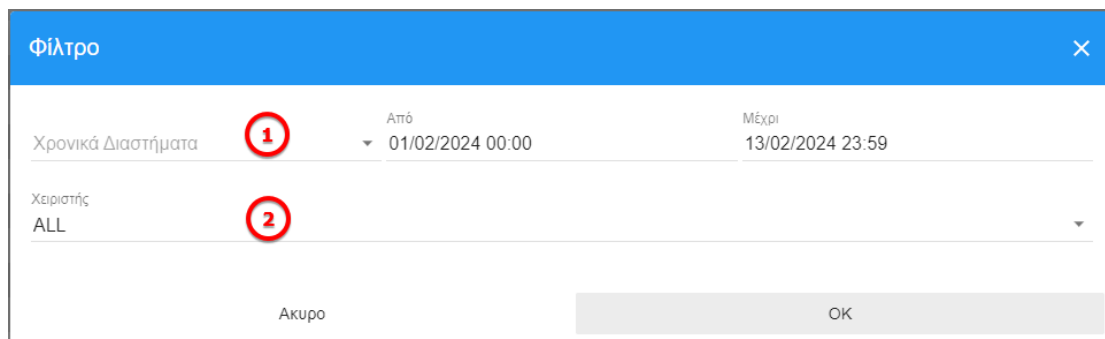 Φίλτρο
Από Μέχρι
Χρονικά Διαστήματα 1 01/02/2024 00:00 13/02/2024 23:59
Χειριστής
ALL 2
Ακυρο OK